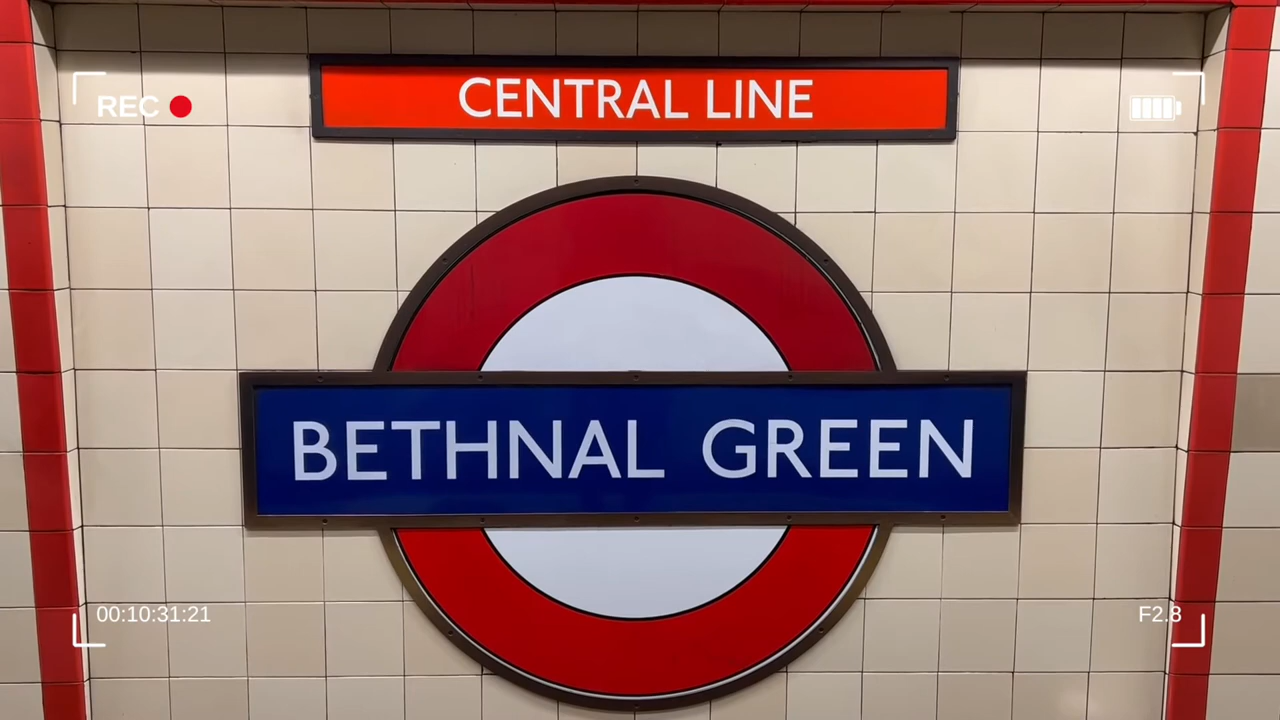 CENTRAL LINE
REC
BETHNAL GREEN
00:10:31:21
F2.8